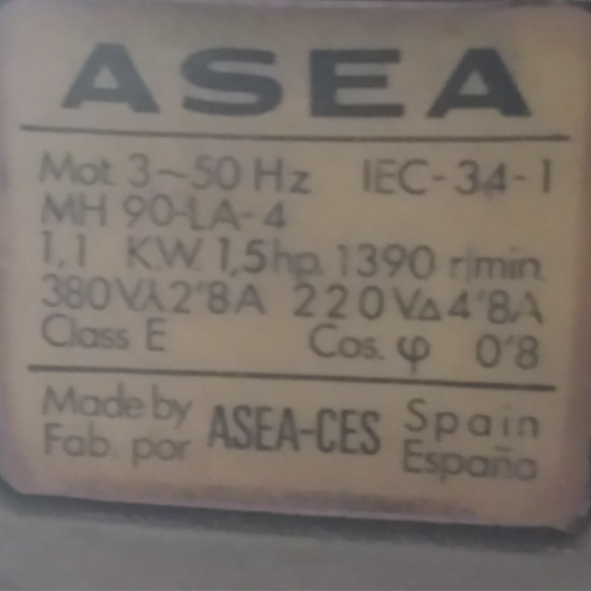 ASEA
Mot 3~50 Hz IEC-34-1
MH 90-LA-4
1,1 KW. 1,5hp. 1390 r/min.
380V⅄2'8A 220V▵4'8A
Class E Cos. φ 0'8
Made by ASEA-CES Spain
Fab. por España